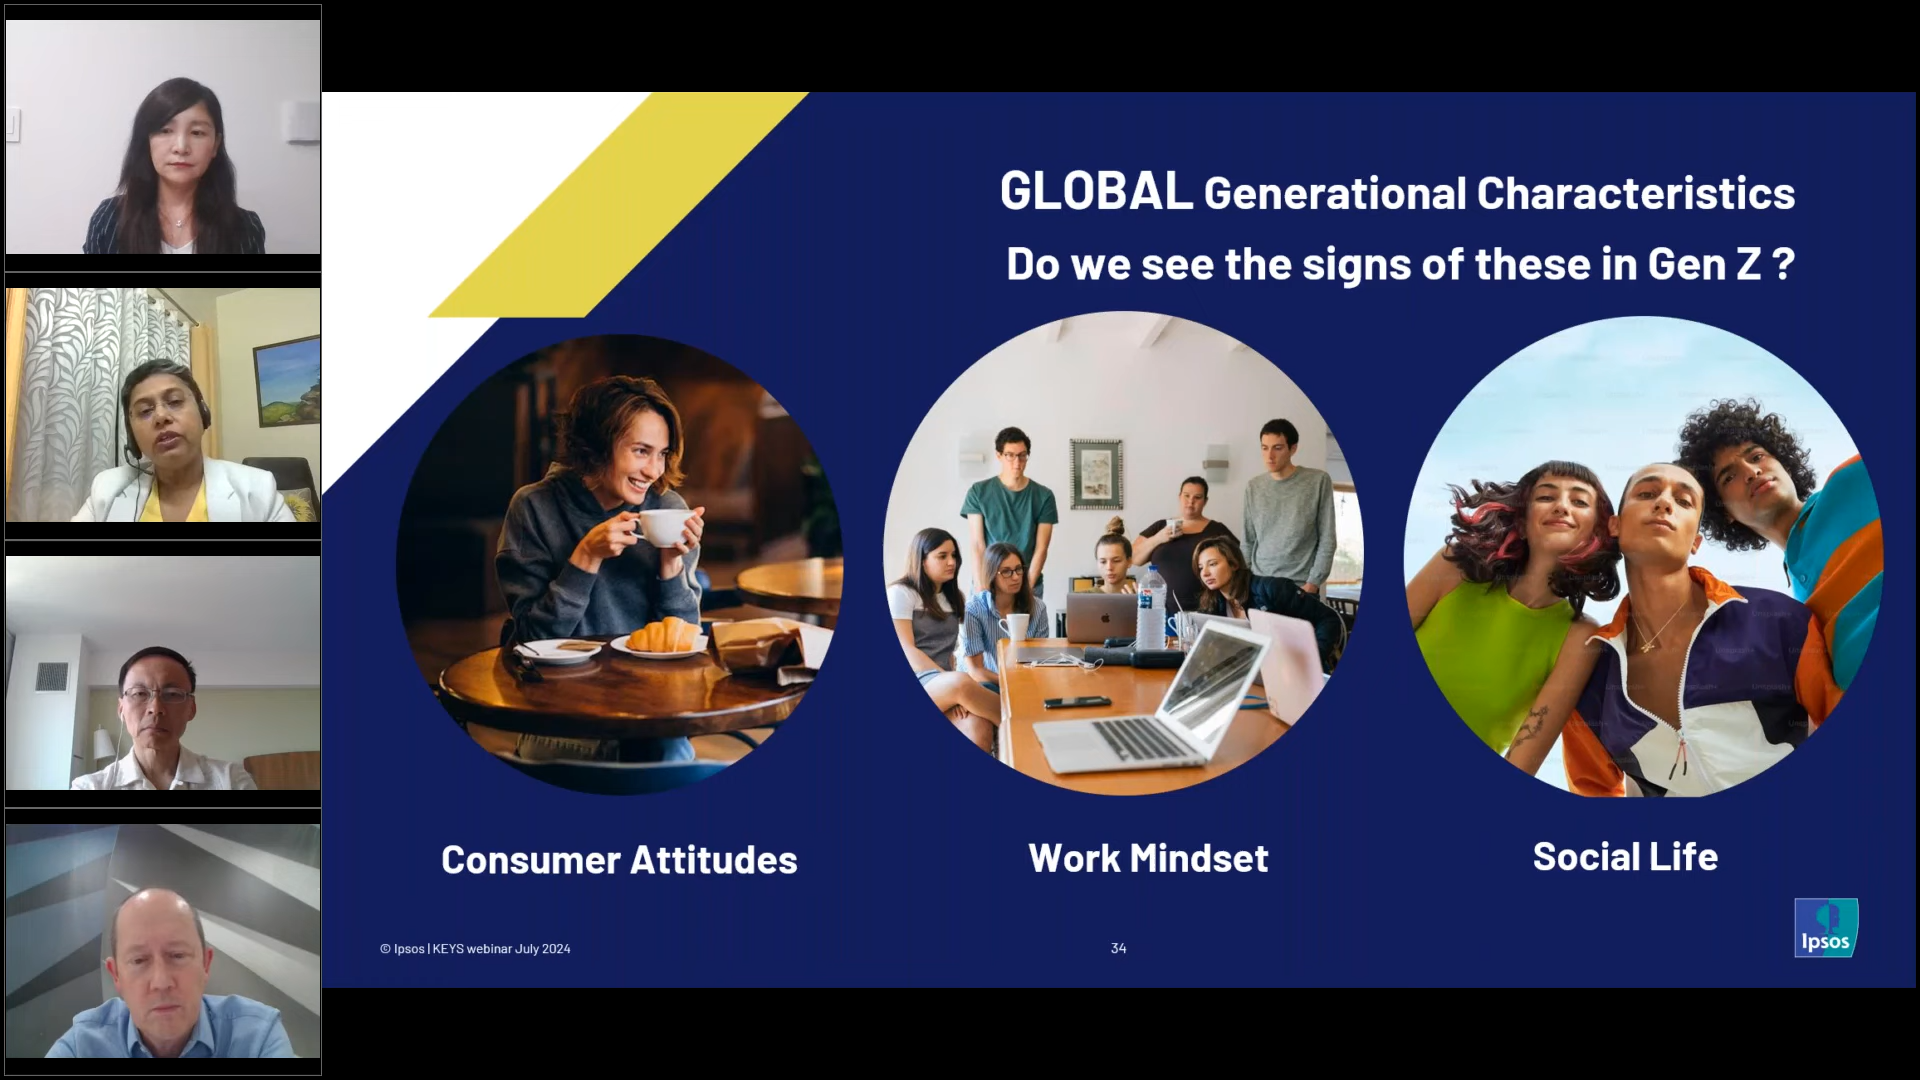 GLOBAL Generational Characteristics
Do we see the signs of these in Gen Z ?
Consumer Attitudes
Work Mindset
Social Life
© Ipsos | KEYS webinar July 2024
34
Ipsos